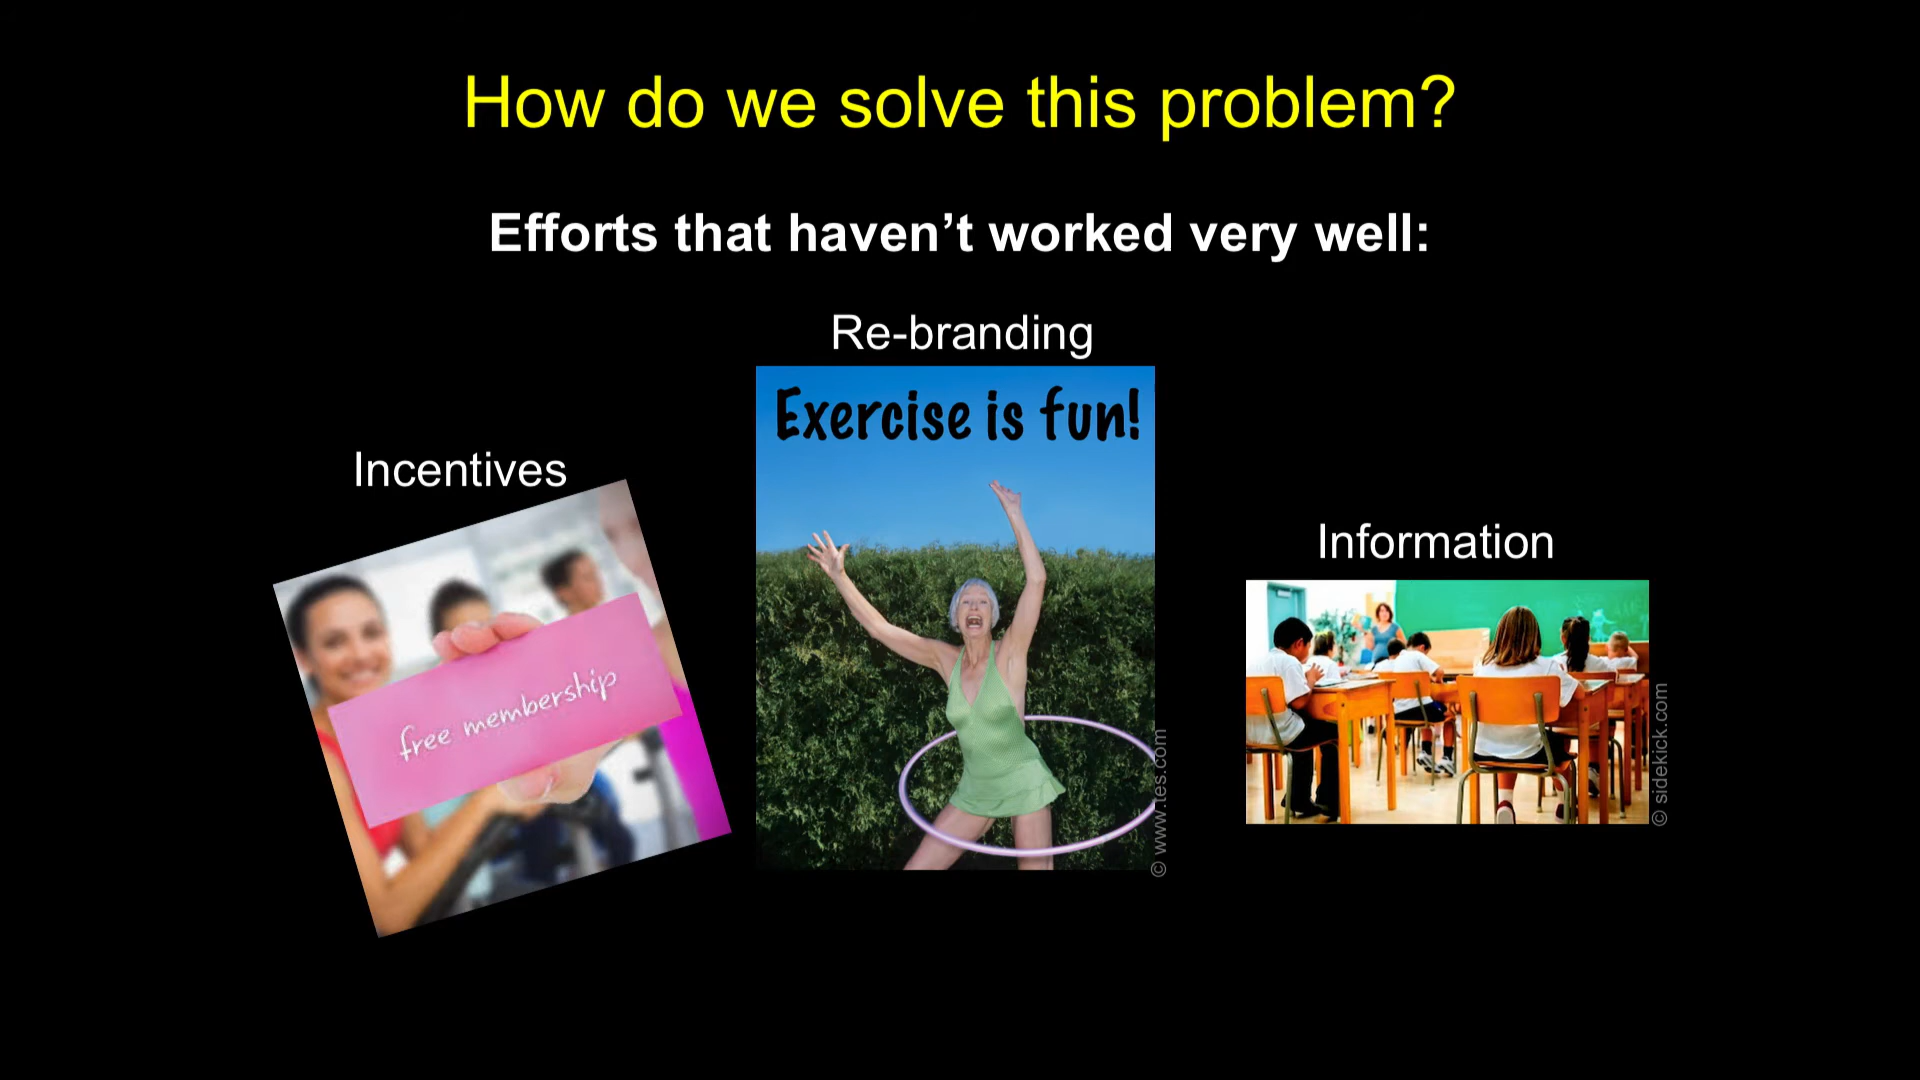 How do we solve this problem?
Efforts that haven’t worked very well:
Incentives
free membership
Re-branding
Exercise is fun!
© www.tes.com
Information
© sidekick.com